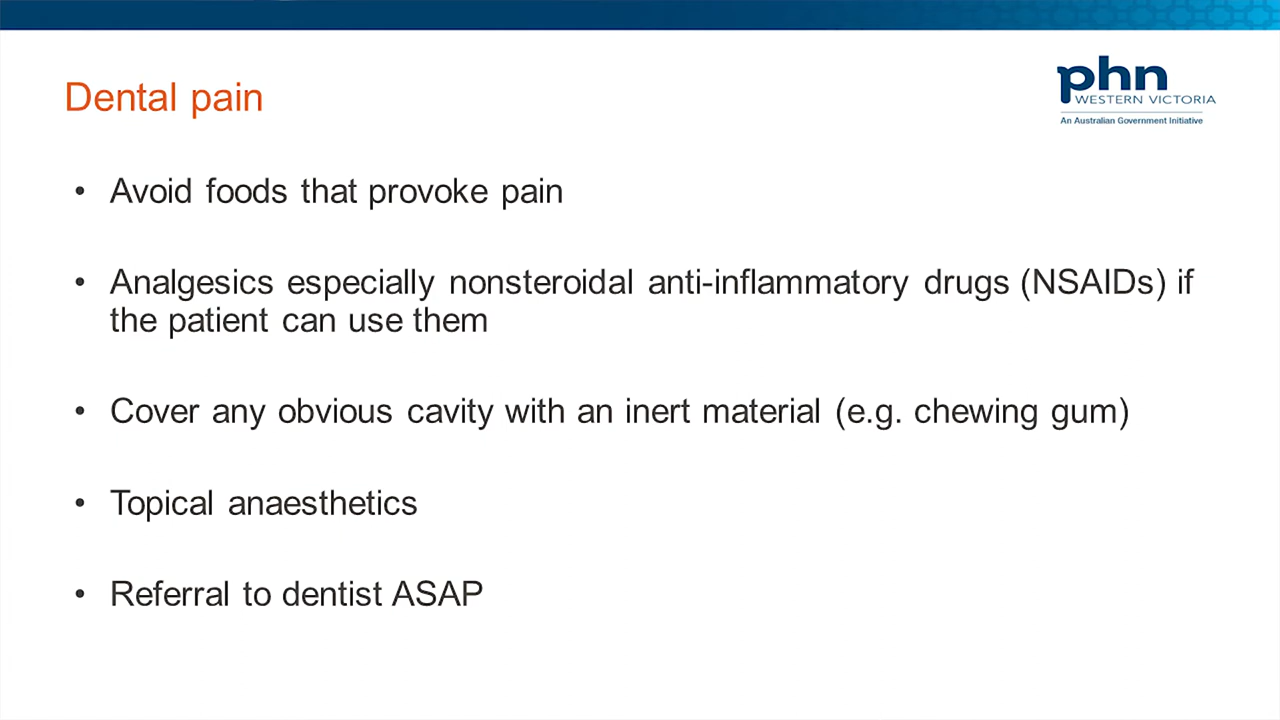 Dental pain
phn
WESTERN VICTORIA
An Australian Government Initiative
• Avoid foods that provoke pain
• Analgesics especially nonsteroidal anti-inflammatory drugs (NSAIDs) if
the patient can use them
• Cover any obvious cavity with an inert material (e.g. chewing gum)
• Topical anaesthetics
• Referral to dentist ASAP